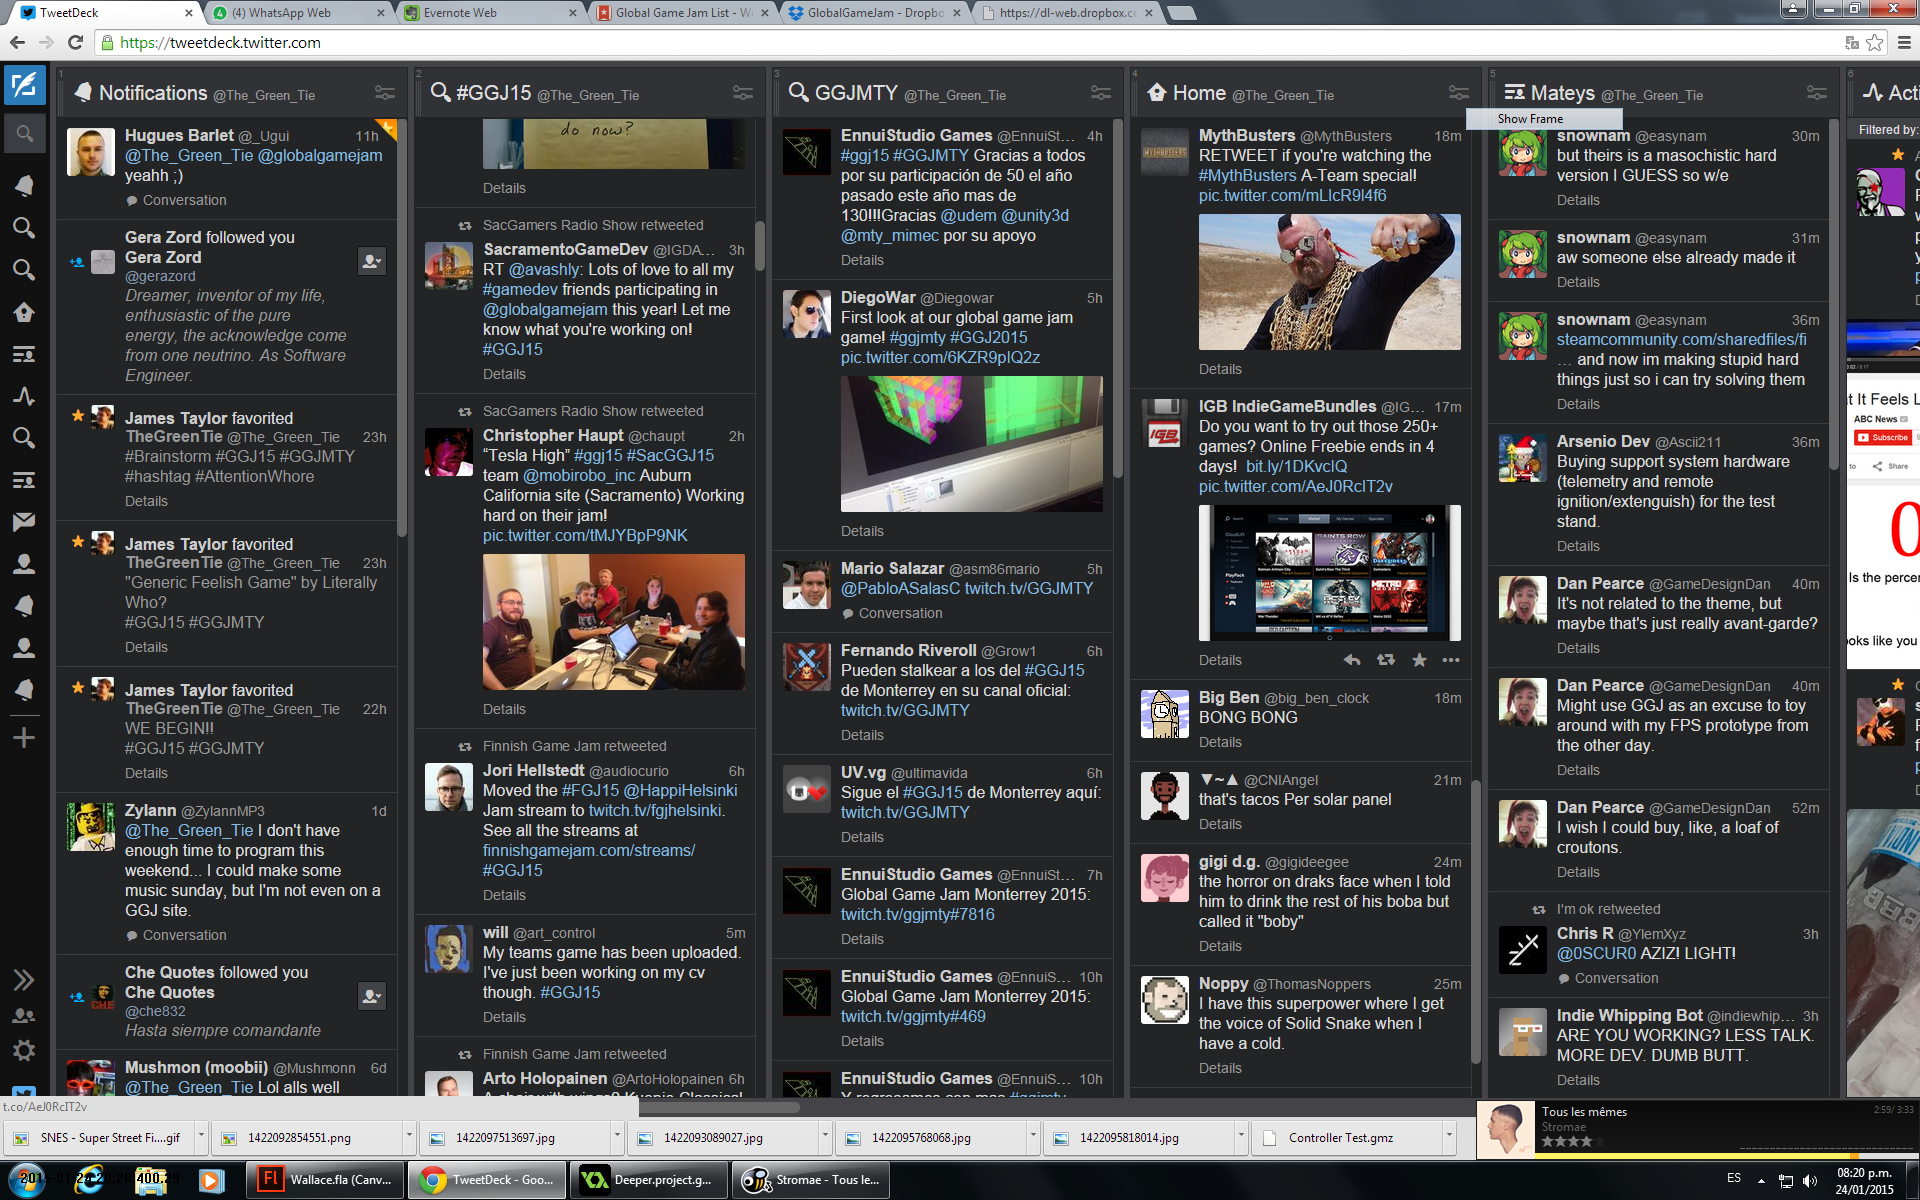 TweetDeck
(4) WhatsApp Web
Evernote Web
Global Game Jam List - W
GlobalGameJam - Dropbo
https://dl-web.dropbox.co
08:20 p.m.
https://tweetdeck.twitter.com
1
Notifications @The_Green_Tie
Hugues Barlet @_Ugui 11h
@The_Green_Tie @globalgamejam
yeahh ;)
Conversation
Gera Zord followed you
Gera Zord
@gerazord
Dreamer, inventor of my life,
enthusiastic of the pure
energy, the acknowledge come
from one neutrino. As Software
Engineer.
James Taylor favorited
TheGreenTie @The_Green_Tie 23h
#Brainstorm #GGJ15 #GGJMTY
#hashtag #AttentionWhore
Details
James Taylor favorited
TheGreenTie @The_Green_Tie 23h
"Generic Feelish Game" by Literally
Who?
#GGJ15 #GGJMTY
Details
James Taylor favorited
TheGreenTie @The_Green_Tie 22h
WE BEGIN!!
#GGJ15 #GGJMTY
Details
Zylann @ZylannMP3 1d
@The_Green_Tie I don't have
enough time to program this
weekend... I could make some
music sunday, but I'm not even on a
GGJ site.
Conversation
Che Quotes followed you
Che Quotes
@che832
Hasta siempre comandante
CHE
Mushmon (moobii) @Mushmonn 6d
@The_Green_Tie Lol alls well
t.co/AeJ0RcIT2v
2
#GGJ15 @The_Green_Tie
do now?
Details
SacGamers Radio Show retweeted
SacramentoGameDev @IGDA... 3h
RT @avashly: Lots of love to all my
#gamedev friends participating in
@globalgamejam this year! Let me
know what you're working on!
#GGJ15
Details
SacGamers Radio Show retweeted
Christopher Haupt @chaupt 2h
“Tesla High” #ggj15 #SacGGJ15
team @mobirobo_inc Auburn
California site (Sacramento) Working
hard on their jam!
pic.twitter.com/tMJYBpP9NK
Details
Finnish Game Jam retweeted
Jori Hellstedt @audiocurio 6h
Moved the #FGJ15 @HappiHelsinki
Jam stream to twitch.tv/fgjhelsinki.
See all the streams at
finnishgamejam.com/streams/
#GGJ15
Details
will @art_control 5m
My teams game has been uploaded.
I've just been working on my cv
though. #GGJ15
Details
Finnish Game Jam retweeted
Arto Holopainen @ArtoHolopainen 6h
3
GGJMTY @The_Green_Tie
EnnuiStudio Games @EnnuiSt... 4h
#ggj15 #GGJMTY Gracias a todos
por su participación de 50 el año
pasado este año mas de
130!!!Gracias @udem @unity3d
@mty_mimec por su apoyo
Details
DiegoWar @Diegowar 5h
First look at our global game jam
game! #ggjmty #GGJ2015
pic.twitter.com/6KZR9pIQ2z
Details
Mario Salazar @asm86mario 5h
@PabloASalasC twitch.tv/GGJMTY
Conversation
Fernando Riveroll @Grow1 6h
Pueden stalkear a los del #GGJ15
de Monterrey en su canal oficial:
twitch.tv/GGJMTY
Details
UV.vg @ultimavida 6h
Sigue el #GGJ15 de Monterrey aquí:
twitch.tv/GGJMTY
Details
EnnuiStudio Games @EnnuiSt... 7h
Global Game Jam Monterrey 2015:
twitch.tv/ggjmty#7816
Details
EnnuiStudio Games @EnnuiS... 10h
Global Game Jam Monterrey 2015:
twitch.tv/ggjmty#469
Details
EnnuiStudio Games @EnnuiS... 10h
Y regresamos con mas #ggjmty
4
Home @The_Green_Tie
MythBusters @MythBusters 18m
RETWEET if you're watching the
#MythBusters A-Team special!
pic.twitter.com/mLIcR9l4f6
Details
IGB IndieGameBundles @IG... 17m
Do you want to try out those 250+
games? Online Freebie ends in 4
days! bit.ly/1DKvcIQ
pic.twitter.com/AeJ0RcIT2v
Details
Big Ben @big_ben_clock 18m
BONG BONG
Details
▼~▲ @CNIAngel 21m
that's tacos Per solar panel
Details
gigi d.g. @gigideegee 24m
the horror on draks face when I told
him to drink the rest of his boba but
called it "boby"
Details
Noppy @ThomasNoppers 25m
I have this superpower where I get
the voice of Solid Snake when I
have a cold.
Details
5
Mateys @The_Green_Tie
Show Frame
snownam @easynam 30m
but theirs is a masochistic hard
version I GUESS so w/e
Details
snownam @easynam 31m
aw someone else already made it
Details
snownam @easynam 36m
steamcommunity.com/sharedfiles/fi
… and now im making stupid hard
things just so i can try solving them
Details
Arsenio Dev @Ascii211 36m
Buying support system hardware
(telemetry and remote
ignition/extenguish) for the test
stand.
Details
Dan Pearce @GameDesignDan 40m
It's not related to the theme, but
maybe that's just really avant-garde?
Details
Dan Pearce @GameDesignDan 40m
Might use GGJ as an excuse to toy
around with my FPS prototype from
the other day.
Details
Dan Pearce @GameDesignDan 52m
I wish I could buy, like, a loaf of
croutons.
Details
I'm ok retweeted
Chris R @YlemXyz 3h
@0SCUR0 AZIZ! LIGHT!
Conversation
Indie Whipping Bot @indiewhip... 3h
ARE YOU WORKING? LESS TALK.
MORE DEV. DUMB BUTT.
Details
6
Acti
Filtered by:
t It Feels L
ABC News
Subscribe
Share
0
Is the percen
oks like you
SNES - Super Street Fi....gif
1422092854551.png
1422097513697.jpg
1422093089027.jpg
1422095768068.jpg
1422095818014.jpg
Controller Test.gmz
Tous les mêmes
Stromae
2:59/ 3:33
Wallace.fla (Canv...
TweetDeck - Goo...
Deeper.project.g...
Stromae - Tous le...
ES
08:20 p.m.
24/01/2015